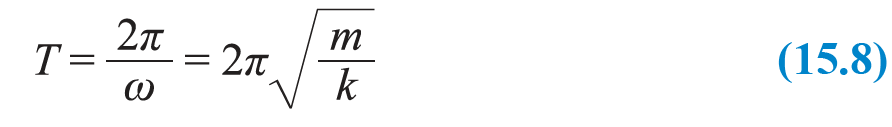 T = 2π/ω = 2π√(m/k) (15.8)